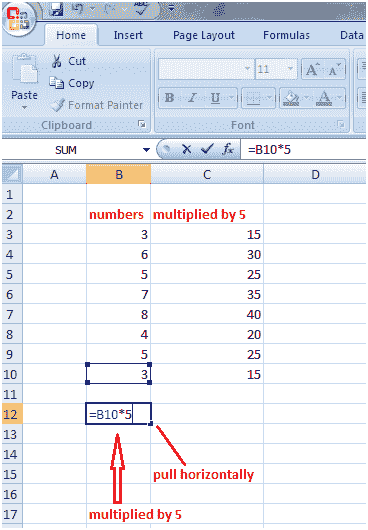 ABC
Home Insert Page Layout Formulas Data
Cut
Copy
Format Painter
Paste
11 A A
B I U A
Clipboard Font
SUM fx =B10*5
A B C D
1
2 numbers multiplied by 5
3 3 15
4 6 30
5 5 25
6 7 35
7 8 40
8 4 20
9 5 25
10 3 15
11
12 =B10*5
13
14
15 pull horizontally
16
17 multiplied by 5